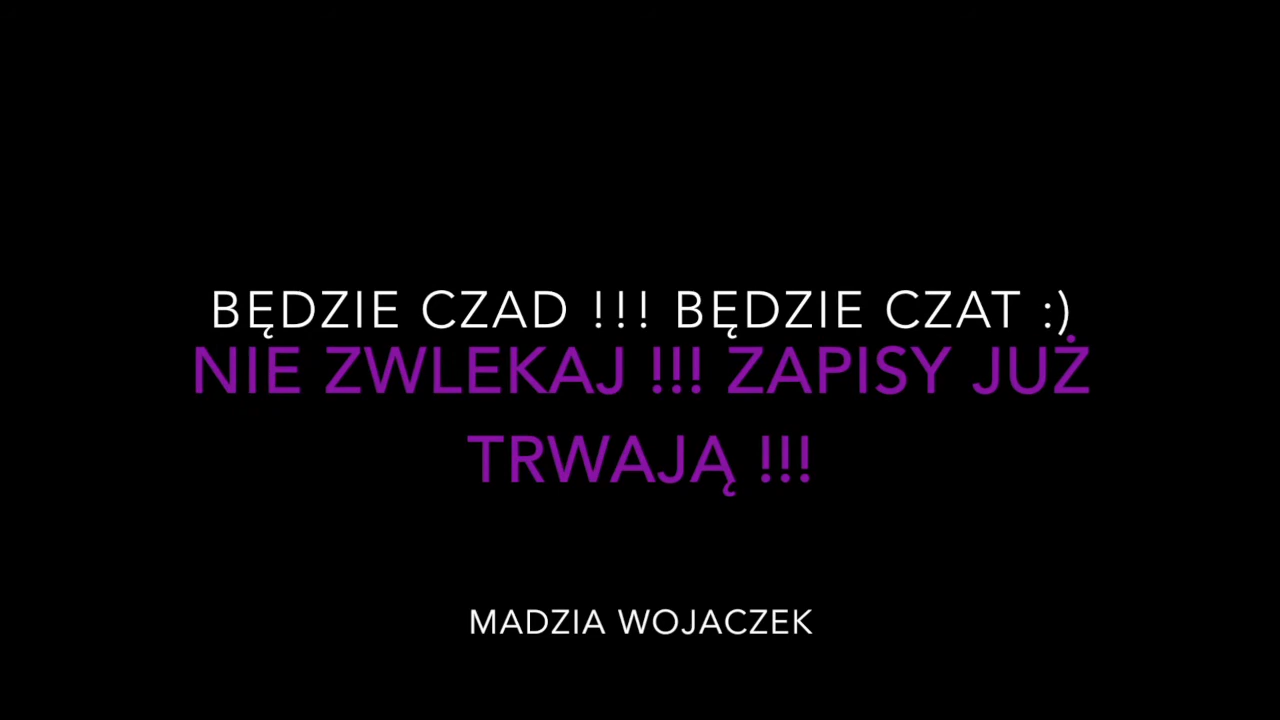 BĘDZIE CZAD !!! BĘDZIE CZAT :)
NIE ZWLEKAJ !!! ZAPISY JUŻ
TRWAJĄ !!!
MADZIA WOJACZEK